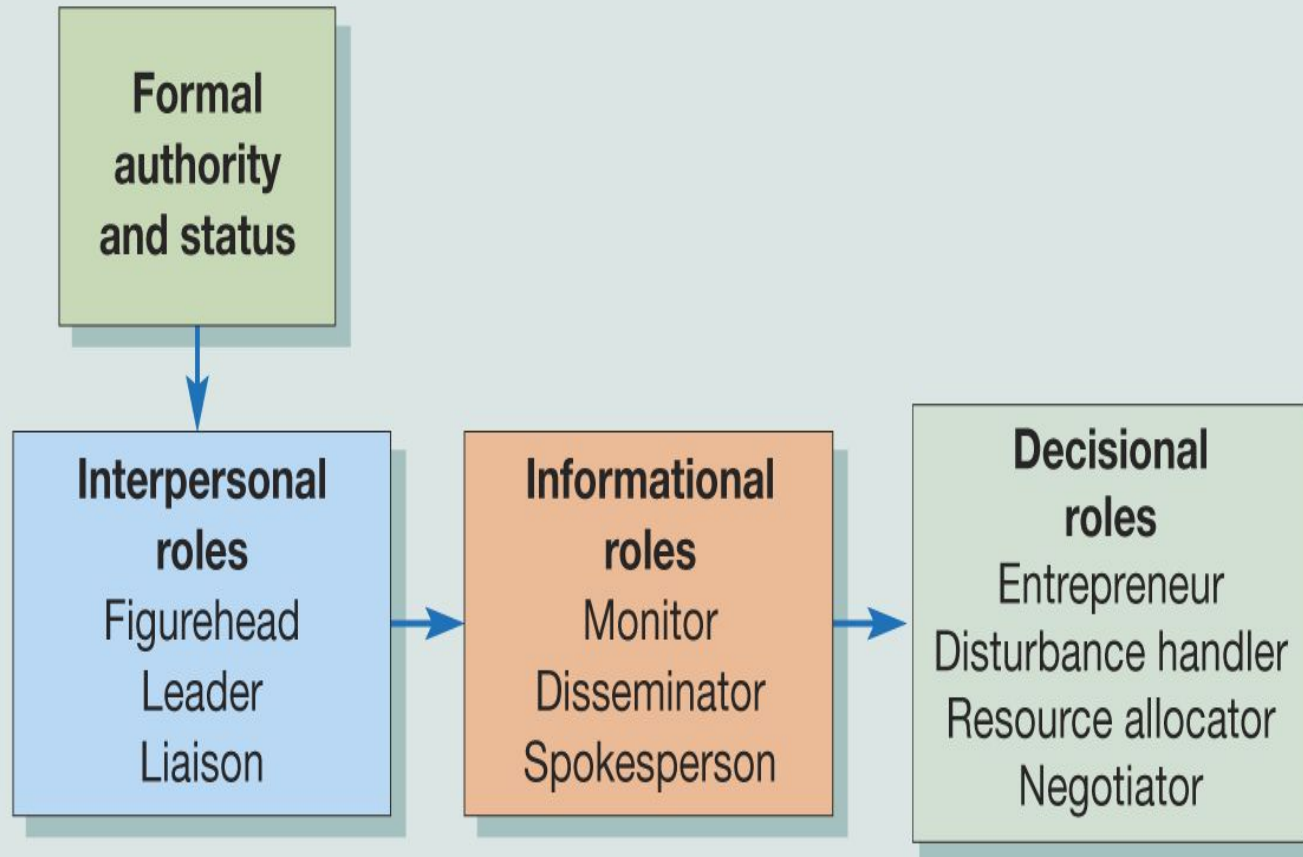 Formal
authority
and status
Interpersonal
roles
Figurehead
Leader
Liaison
Informational
roles
Monitor
Disseminator
Spokesperson
Decisional
roles
Entrepreneur
Disturbance handler
Resource allocator
Negotiator